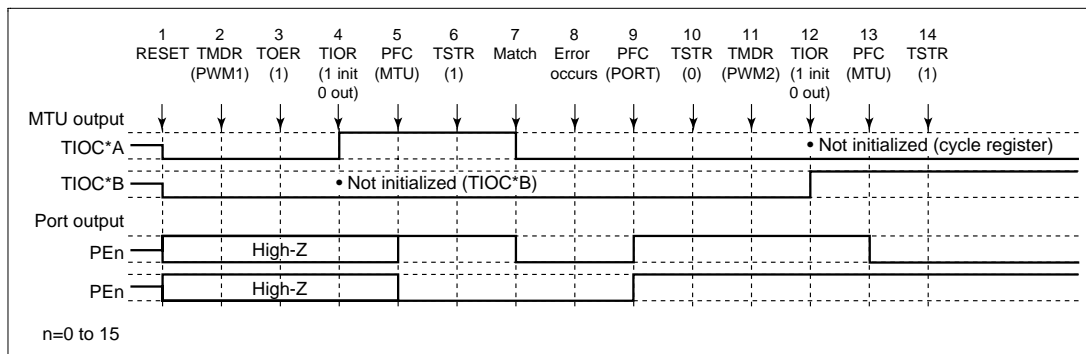 1 2 3 4 5 6 7 8 9 10 11 12 13 14
RESET TMDR TOER TIOR PFC TSTR Match Error PFC TSTR TMDR TIOR PFC TSTR
(PWM1) (1) (1 init (MTU) (1) occurs (PORT) (0) (PWM2) (1 init (MTU) (1)
0 out) 0 out)
MTU output
TIOC*A • Not initialized (cycle register)
TIOC*B • Not initialized (TIOC*B)
Port output
PEn High-Z
PEn High-Z
n=0 to 15